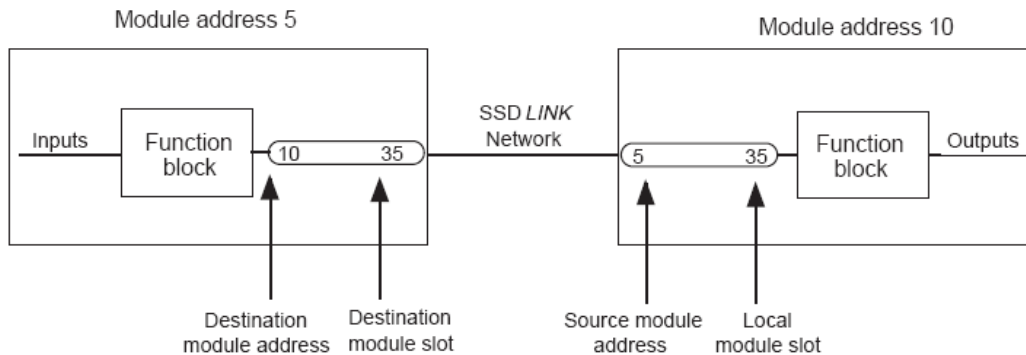 Module address 5
Module address 10
Inputs
Function
block
10 35
SSD LINK
Network
5 35
Function
block
Outputs
Destination
module address
Destination
module slot
Source module
address
Local
module slot